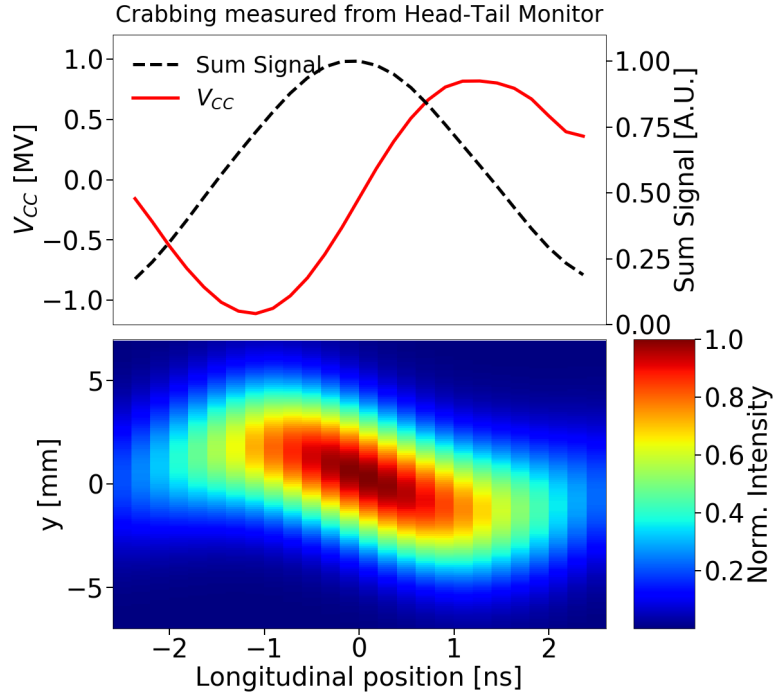 Crabbing measured from Head-Tail Monitor
Sum Signal
V_CC
V_CC [MV]
1.0
0.5
0.0
−0.5
−1.0
Sum Signal [A.U.]
1.00
0.75
0.50
0.25
0.00
y [mm]
5
0
−5
−2
−1
0
1
2
Longitudinal position [ns]
1.0
0.8
0.6
0.4
0.2
Norm. Intensity